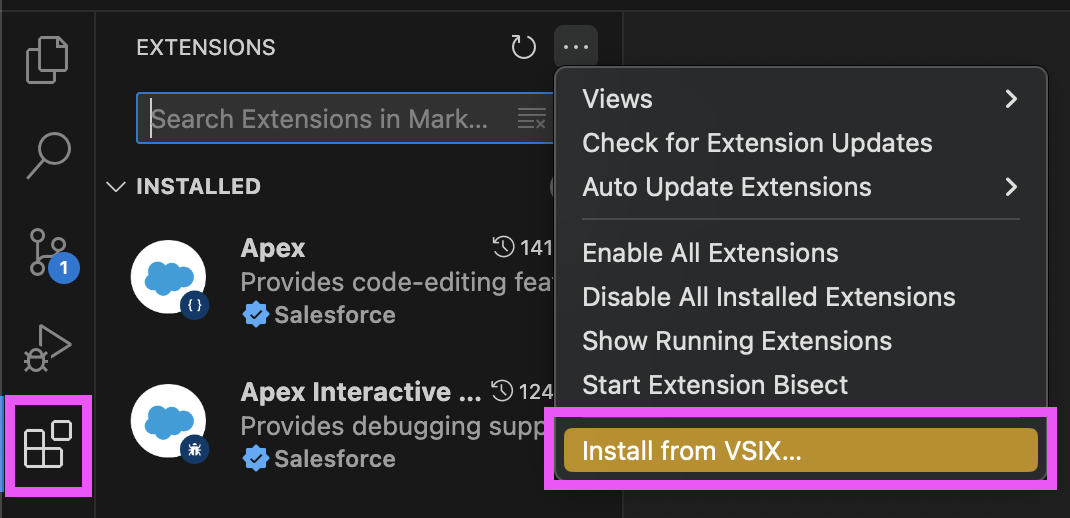 EXTENSIONS
Search Extensions in Mark...
INSTALLED
Apex 141
Provides code-editing fea
Salesforce
Apex Interactive ... 124
Provides debugging supp
Salesforce
1
{ }
Views
Check for Extension Updates
Auto Update Extensions
Enable All Extensions
Disable All Installed Extensions
Show Running Extensions
Start Extension Bisect
Install from VSIX...